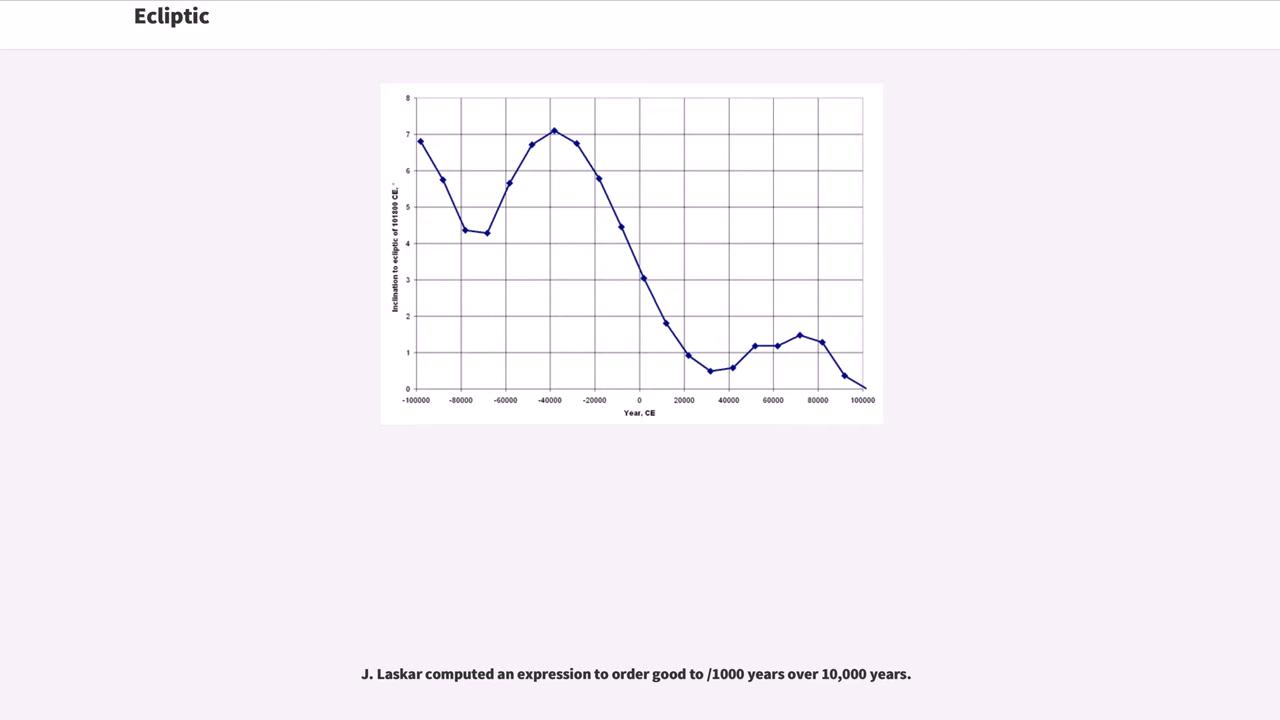 Ecliptic
8
7
6
5
4
3
2
1
0
Inclination to ecliptic of 101800 CE, °
-100000 -80000 -60000 -40000 -20000 0 20000 40000 60000 80000 100000
Year, CE
J. Laskar computed an expression to order good to /1000 years over 10,000 years.